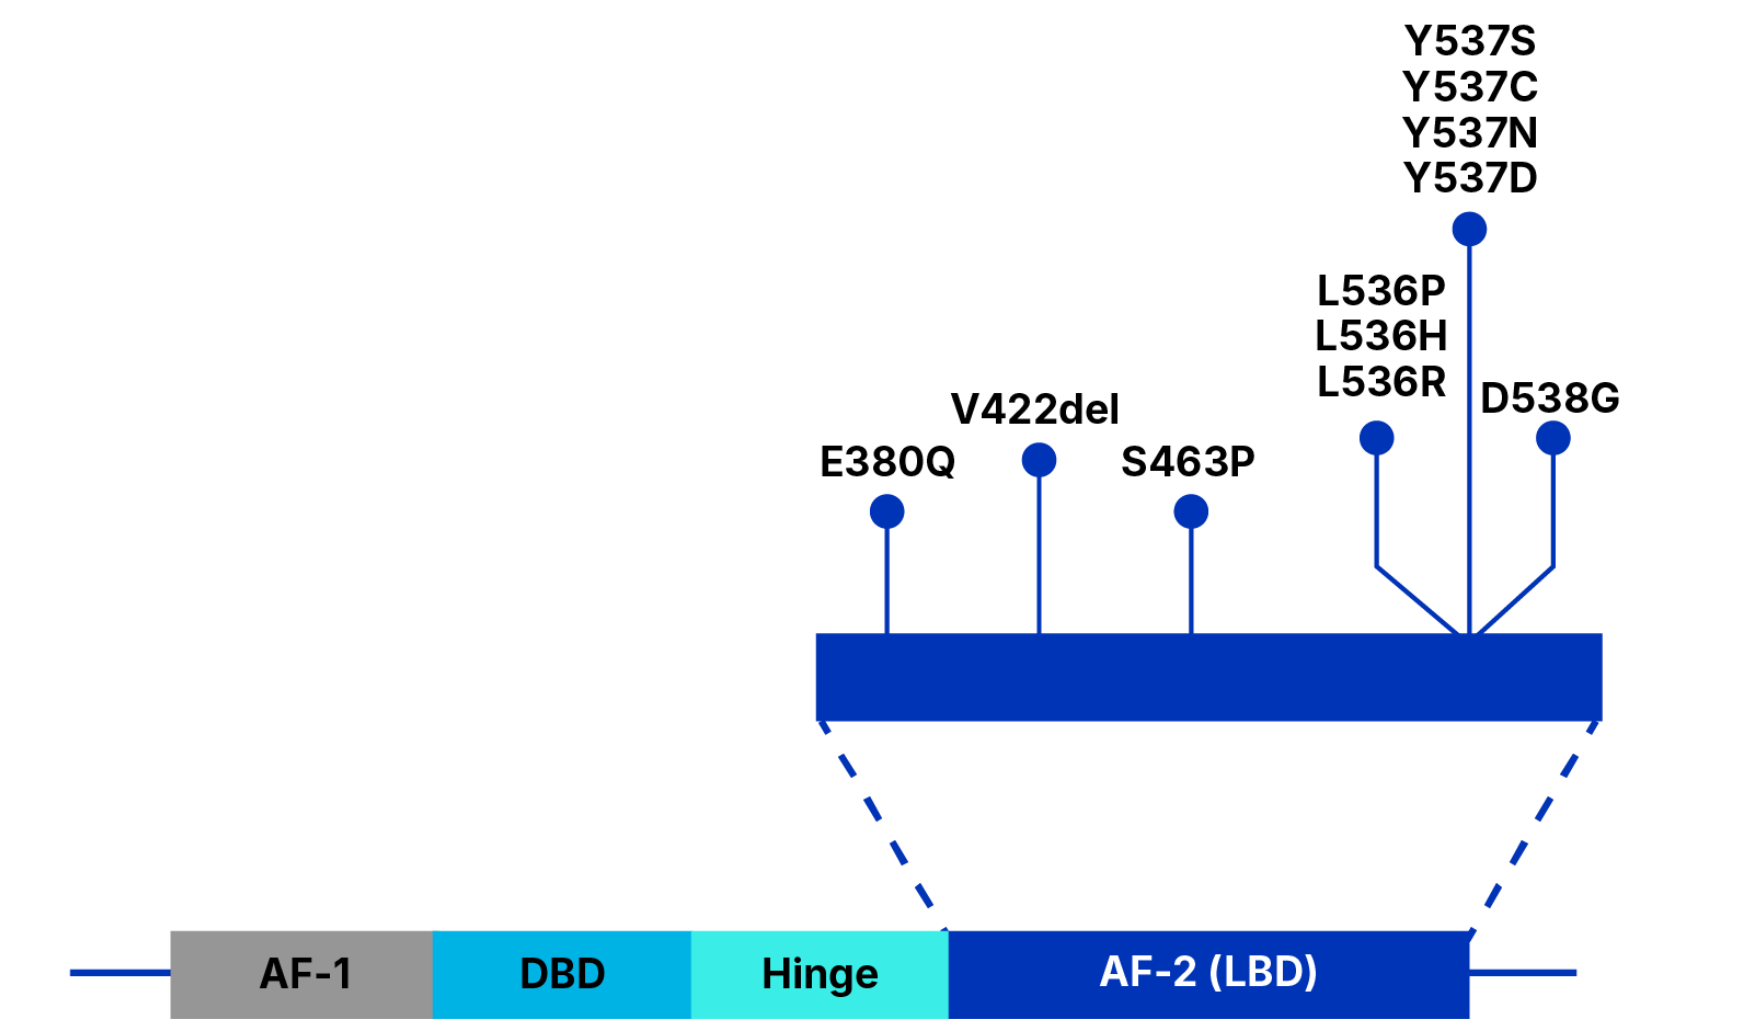 Y537S
Y537C
Y537N
Y537D
L536P
L536H
L536R
D538G
V422del
E380Q
S463P
AF-1
DBD
Hinge
AF-2 (LBD)